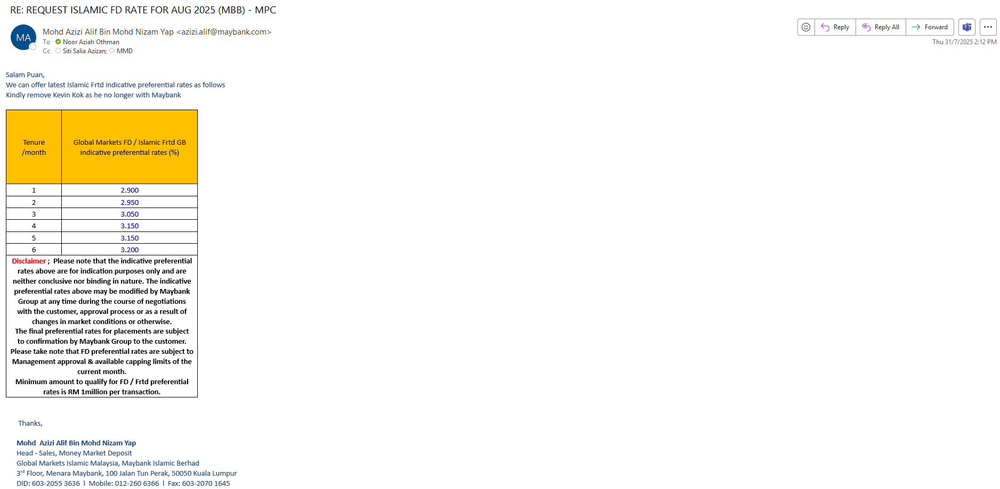 RE: REQUEST ISLAMIC FD RATE FOR AUG 2025 (MBB) - MPC
MA
Mohd Azizi Alif Bin Mohd Nizam Yap <azizi.alif@maybank.com>
To Noor Aziah Othman
Cc Siti Salia Azizan; MMD
Reply
Reply All
Forward
Thu 31/7/2025 2:12 PM
Salam Puan,
We can offer latest Islamic Frtd indicative preferential rates as follows
Kindly remove Kevin Kok as he no longer with Maybank
Tenure
/month
Global Markets FD / Islamic Frtd GB
indicative preferential rates (%)
1 2.900
2 2.950
3 3.050
4 3.150
5 3.150
6 3.200
Disclaimer ; Please note that the indicative preferential
rates above are for indication purposes only and are
neither conclusive nor binding in nature. The indicative
preferential rates above may be modified by Maybank
Group at any time during the course of negotiations
with the customer, approval process or as a result of
changes in market conditions or otherwise.
The final preferential rates for placements are subject
to confirmation by Maybank Group to the customer.
Please take note that FD preferential rates are subject to
Management approval & available capping limits of the
current month.
Minimum amount to qualify for FD / Frtd preferential
rates is RM 1million per transaction.
Thanks,
Mohd Azizi Alif Bin Mohd Nizam Yap
Head - Sales, Money Market Deposit
Global Markets Islamic Malaysia, Maybank Islamic Berhad
3rd Floor, Menara Maybank, 100 Jalan Tun Perak, 50050 Kuala Lumpur
DID: 603-2055 3636 | Mobile: 012-260 6366 | Fax: 603-2070 1645